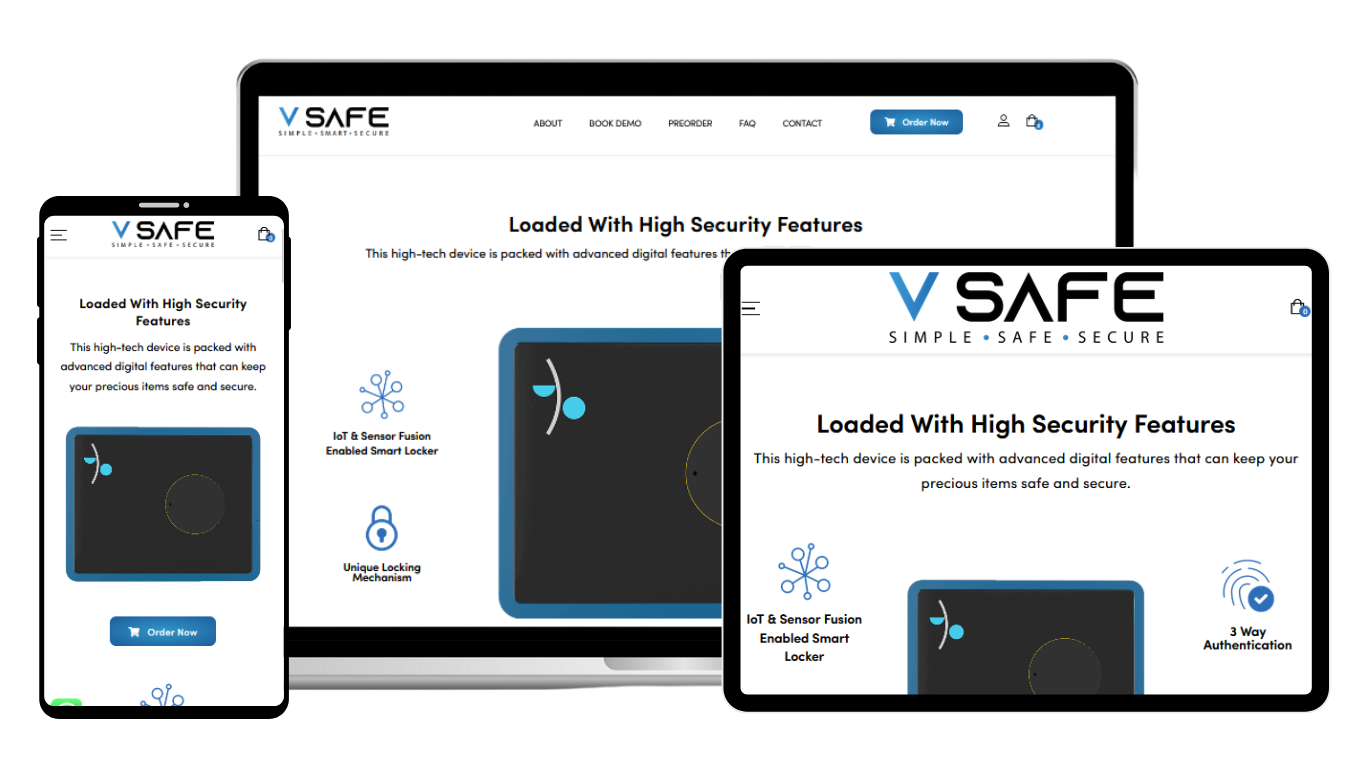 V SAFE
SIMPLE • SMART • SECURE
ABOUT
BOOK DEMO
PREORDER
FAQ
CONTACT
Order Now
Loaded With High Security Features
This high-tech device is packed with advanced digital features
IoT & Sensor Fusion
Enabled Smart Locker
Unique Locking
Mechanism
V SAFE
SIMPLE • SAFE • SECURE
0
Loaded With High Security
Features
This high-tech device is packed with
advanced digital features that can keep
your precious items safe and secure.
Order Now
V SAFE
SIMPLE • SAFE • SECURE
0
Loaded With High Security Features
This high-tech device is packed with advanced digital features that can keep your
precious items safe and secure.
IoT & Sensor Fusion
Enabled Smart
Locker
3 Way
Authentication